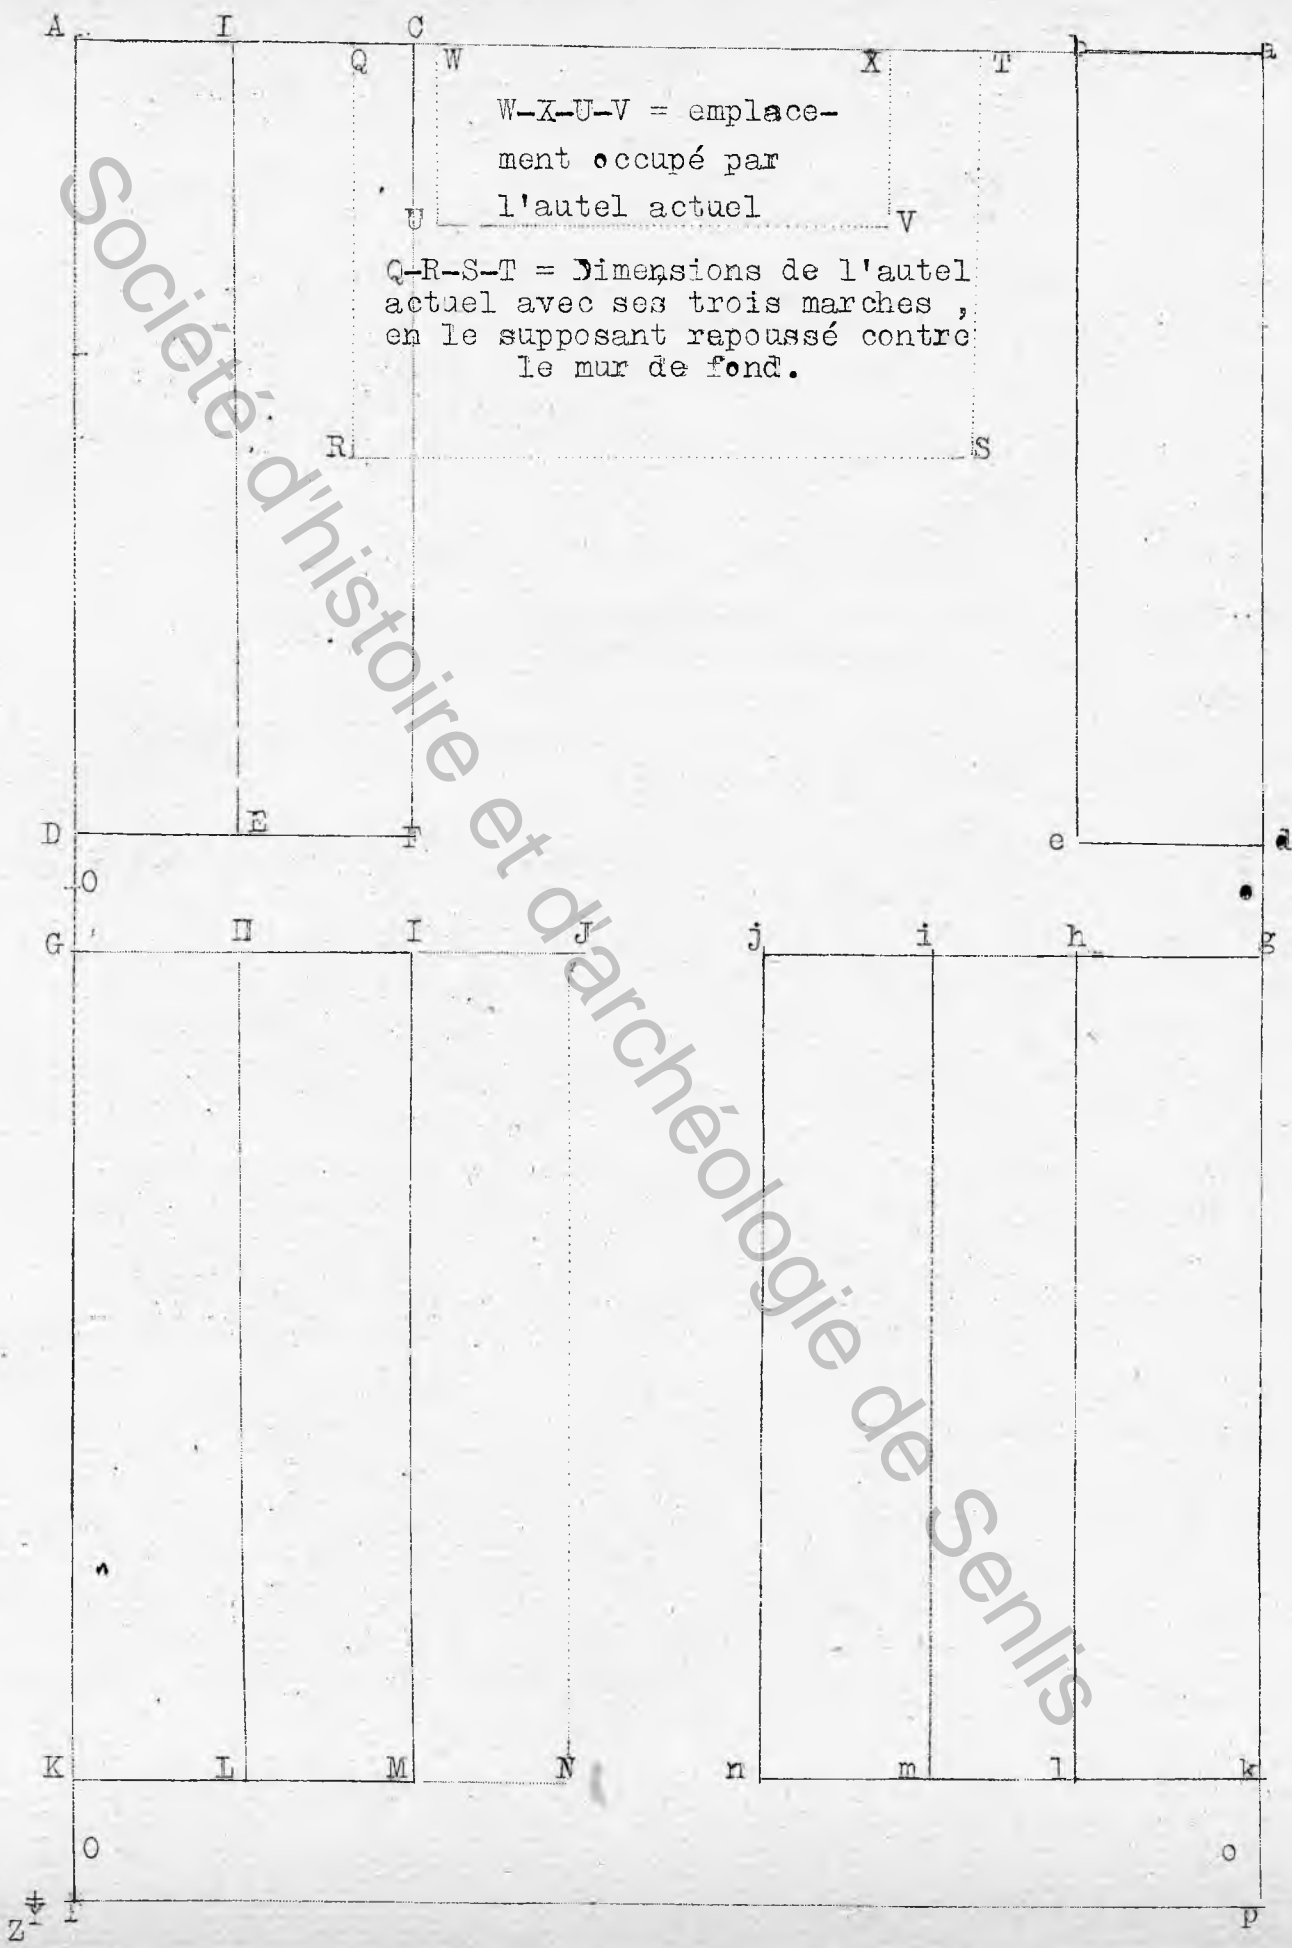 A I C
Q W X T b a
W-X-U-V = emplace-
ment occupé par
l'autel actuel
U V
Q-R-S-T = Dimensions de l'autel
actuel avec ses trois marches ,
en le supposant repoussé contre
le mur de fond.
R S
D E F e d
O
G H I J j i h g
K L M N n m l k
O o
Z p
Société d'histoire et d'archéologie de Senlis